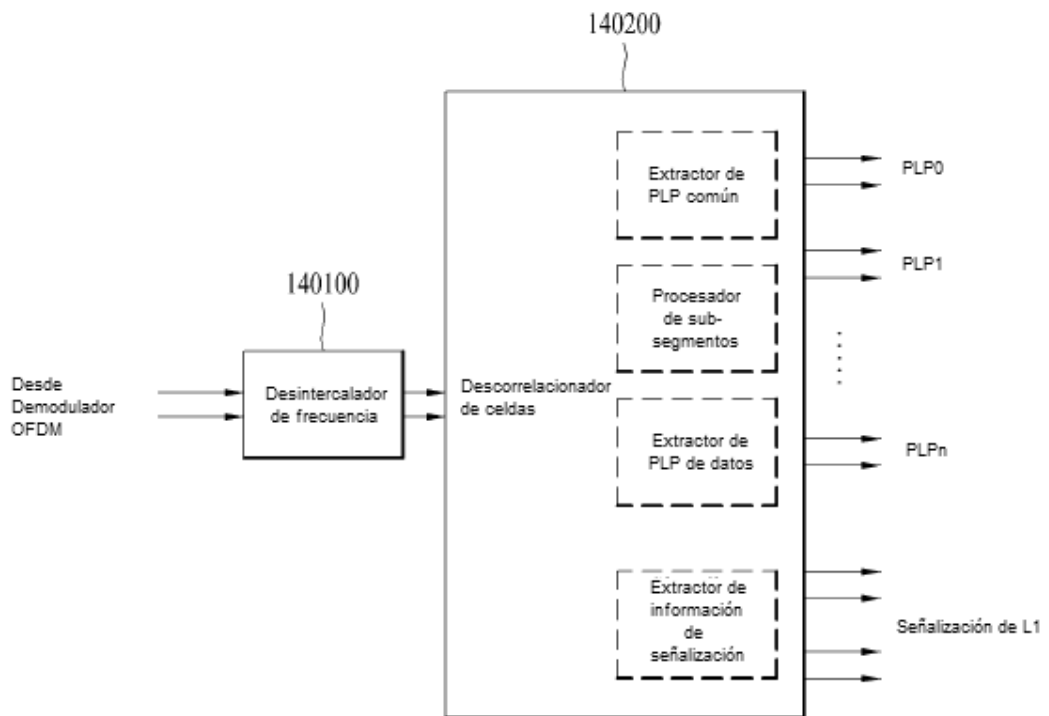 140200
Extractor de
PLP común
PLP0
PLP1
140100
Procesador
de sub-
segmentos
Desde
Demodulador
OFDM
Desintercalador
de frecuencia
Descorrelacionador
de celdas
Extractor de
PLP de datos
PLPn
Extractor de
información
de
señalización
Señalización de L1